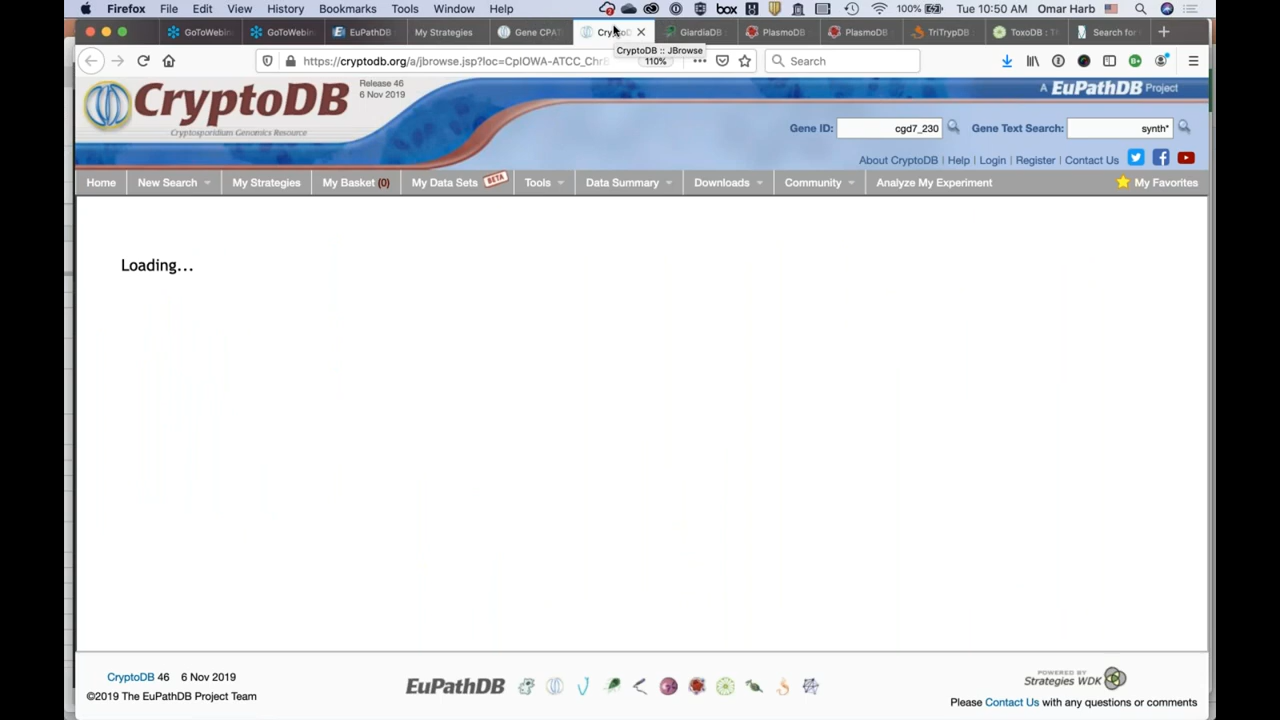 Firefox File Edit View History Bookmarks Tools Window Help box 100% Tue 10:50 AM Omar Harb
GoToWebin GoToWebin EuPathDB My Strategies Gene CPAT Crypto GiardiaDB PlasmoDB PlasmoDB TriTrypDB ToxoDB : T Search for
CryptoDB :: JBrowse
https://cryptodb.org/a/jbrowse.jsp?loc=CpIOWA-ATCC_Chr8 110% Search
CryptoDB
Cryptosporidium Genomics Resource
Release 46
6 Nov 2019
A EuPathDB Project
Gene ID: cgd7_230 Gene Text Search: synth*
About CryptoDB | Help | Login | Register | Contact Us
Home New Search My Strategies My Basket (0) My Data Sets BETA Tools Data Summary Downloads Community Analyze My Experiment My Favorites
Loading...
CryptoDB 46 6 Nov 2019
©2019 The EuPathDB Project Team
EuPathDB
POWERED BY
Strategies WDK
Please Contact Us with any questions or comments